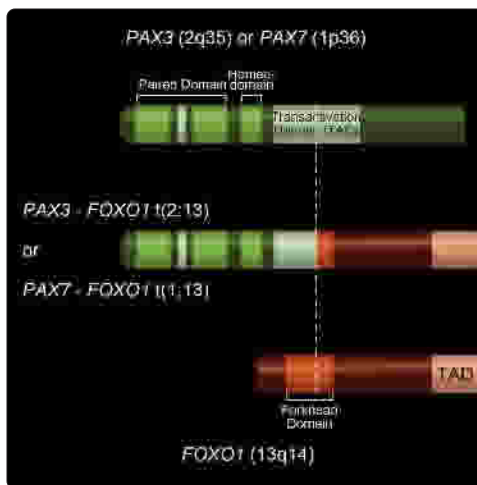 PAX3 (2q35) or PAX7 (1p36)
Paired Domain
Homeo-
domain
Transactivation
PAX3 - FOXO1 t(2;13)
or
PAX7 - FOXO1 t(1;13)
TAD
Forkhead
Domain
FOXO1 (13q14)